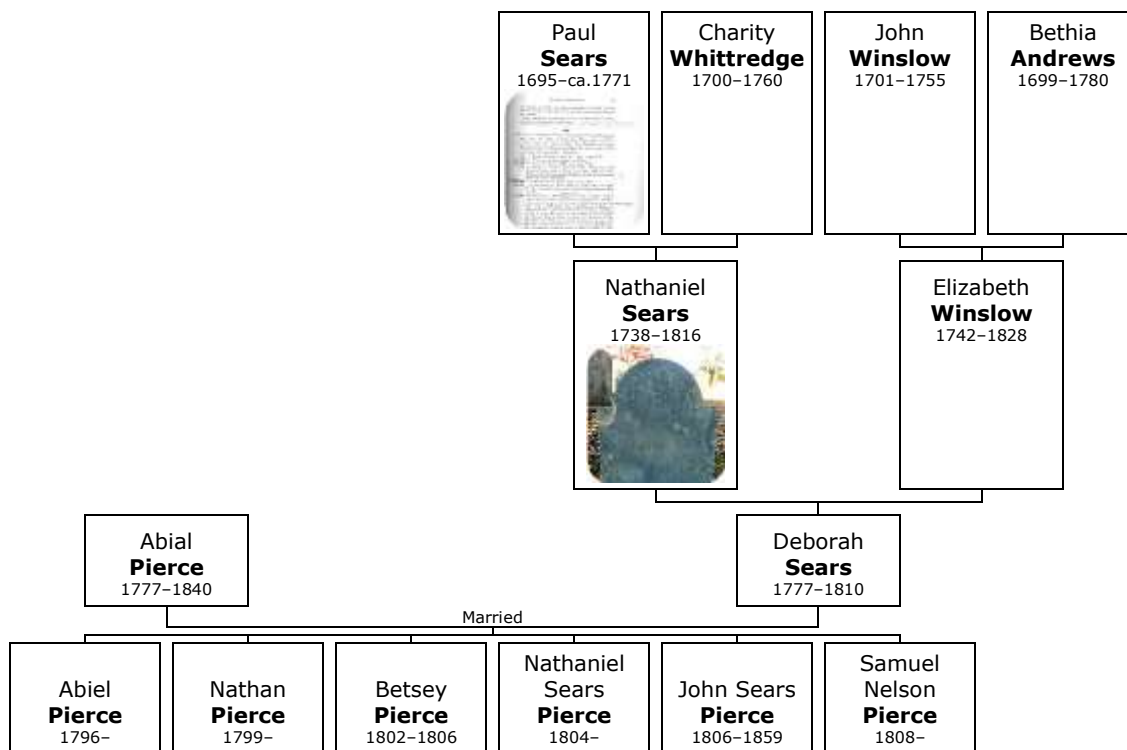 Paul
Sears
1695–ca.1771
Charity
Whittredge
1700–1760
John
Winslow
1701–1755
Bethia
Andrews
1699–1780
Nathaniel
Sears
1738–1816
Elizabeth
Winslow
1742–1828
Abial
Pierce
1777–1840
Deborah
Sears
1777–1810
Married
Abiel
Pierce
1796–
Nathan
Pierce
1799–
Betsey
Pierce
1802–1806
Nathaniel
Sears
Pierce
1804–
John Sears
Pierce
1806–1859
Samuel
Nelson
Pierce
1808–